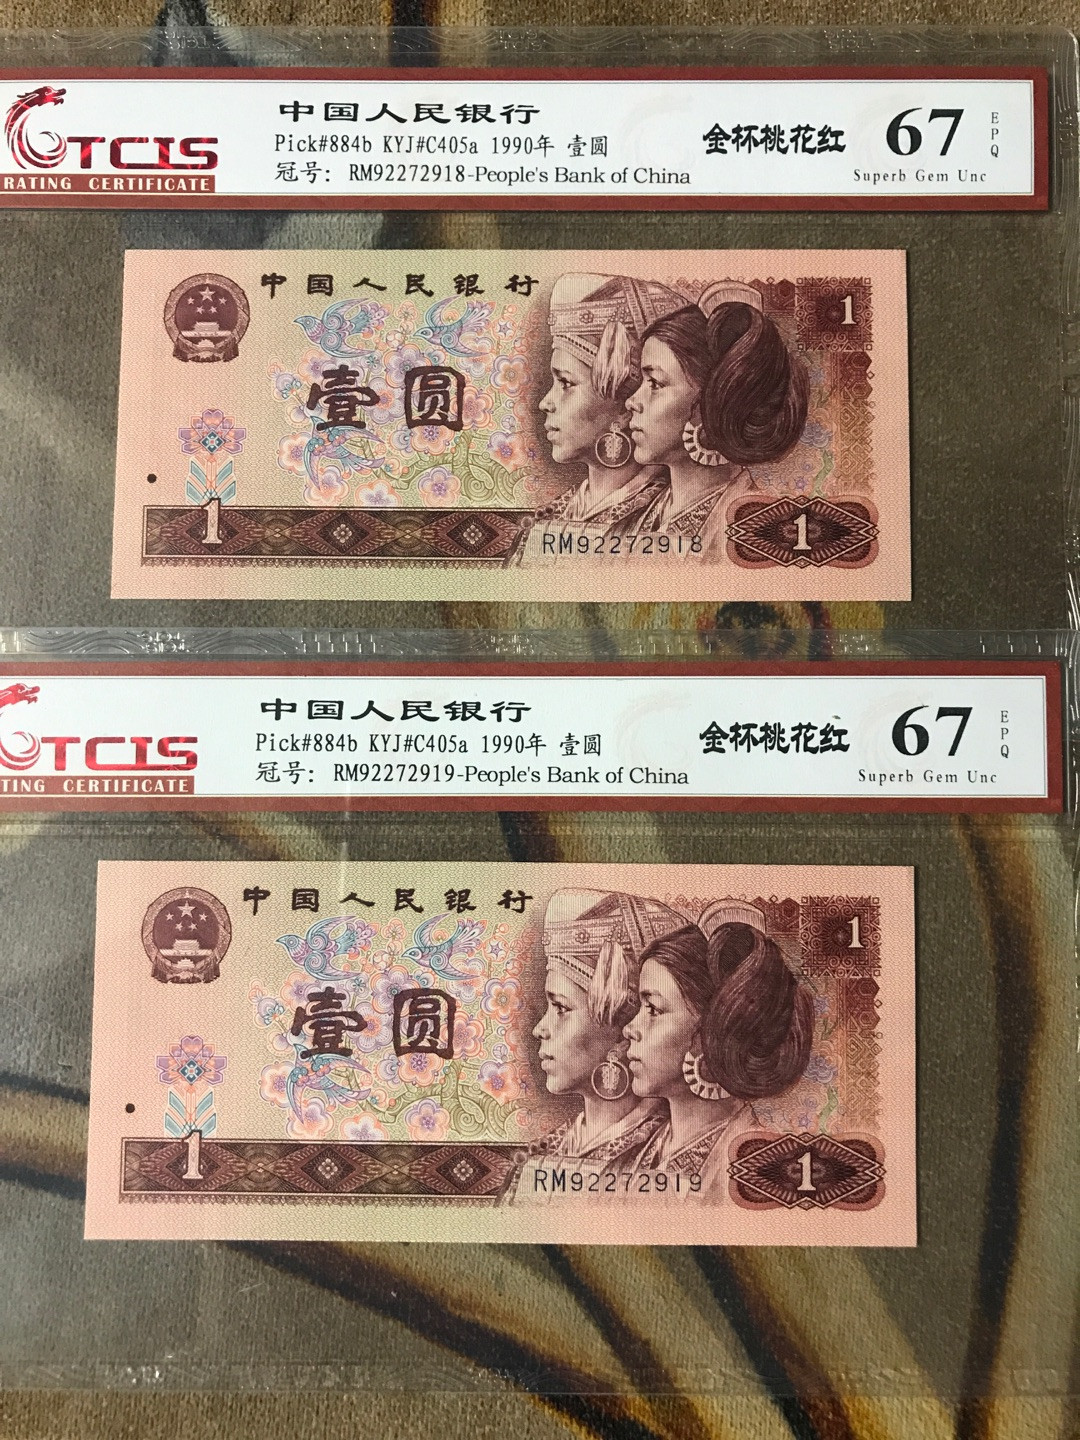 TCIS
RATING CERTIFICATE
中国人民银行
Pick#884b KYJ#C405a 1990年 壹圆
冠号: RM92272918-People's Bank of China
金杯桃花红
67
EPQ
Superb Gem Unc
中国人民银行
1
壹圆
1
RM92272918
1
TCIS
TING CERTIFICATE
中国人民银行
Pick#884b KYJ#C405a 1990年 壹圆
冠号: RM92272919-People's Bank of China
金杯桃花红
67
EPQ
Superb Gem Unc
中国人民银行
1
壹圆
1
RM92272919
1